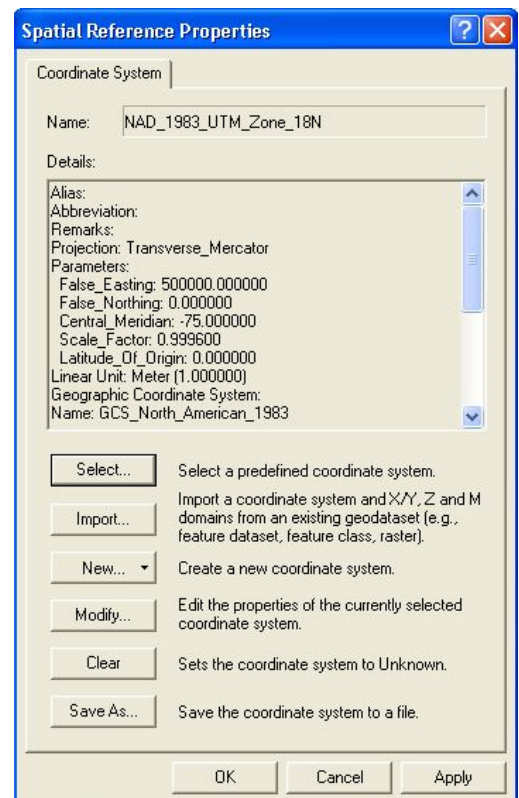 Spatial Reference Properties
Coordinate System
Name: NAD_1983_UTM_Zone_18N
Details:
Alias:
Abbreviation:
Remarks:
Projection: Transverse_Mercator
Parameters:
False_Easting: 500000.000000
False_Northing: 0.000000
Central_Meridian: -75.000000
Scale_Factor: 0.999600
Latitude_Of_Origin: 0.000000
Linear Unit: Meter (1.000000)
Geographic Coordinate System:
Name: GCS_North_American_1983
Select... Select a predefined coordinate system.
Import... Import a coordinate system and X/Y, Z and M
domains from an existing geodataset (e.g.,
feature dataset, feature class, raster).
New... Create a new coordinate system.
Modify... Edit the properties of the currently selected
coordinate system.
Clear Sets the coordinate system to Unknown.
Save As... Save the coordinate system to a file.
OK Cancel Apply